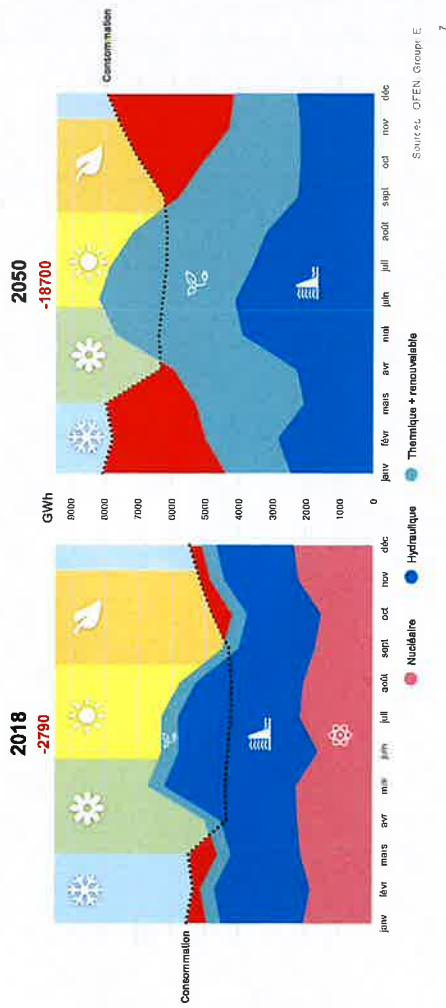 2018
-2790
Consommation
janv févr mars avr mai juin juil août sept oct nov déc
2050
-18700
GWh
9000
8000
7000
6000
5000
4000
3000
2000
1000
0
Consommation
janv févr mars avr mai juin juil août sept oct nov déc
Nucléaire
Hydraulique
Thermique + renouvelable
Sources: OFEN, Groupe E
7